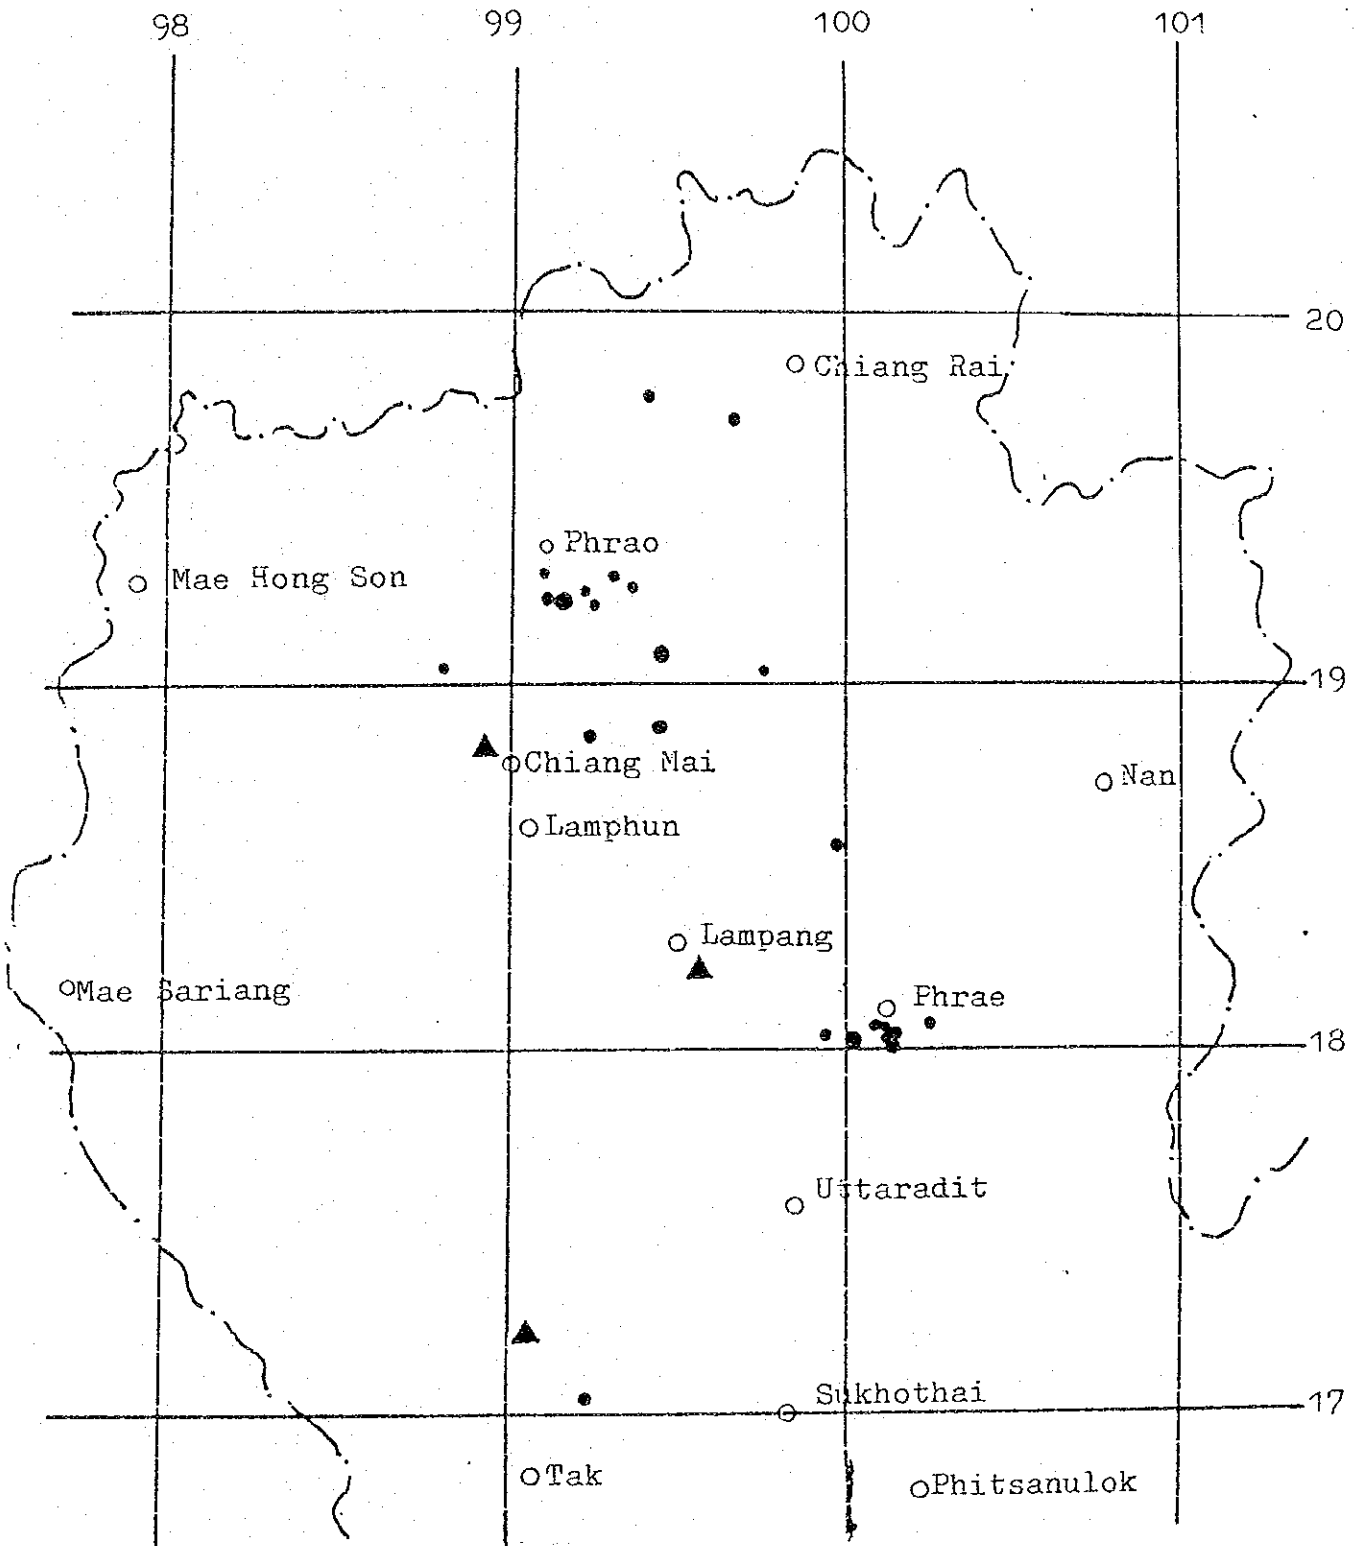 98 99 100 101
20
Chiang Rai
Phrao
Mae Hong Son
19
Chiang Mai
Nan
Lamphun
Lampang
Mae Sariang
Phrae
18
Uttaradit
Sukhothai
17
Tak
Phitsanulok